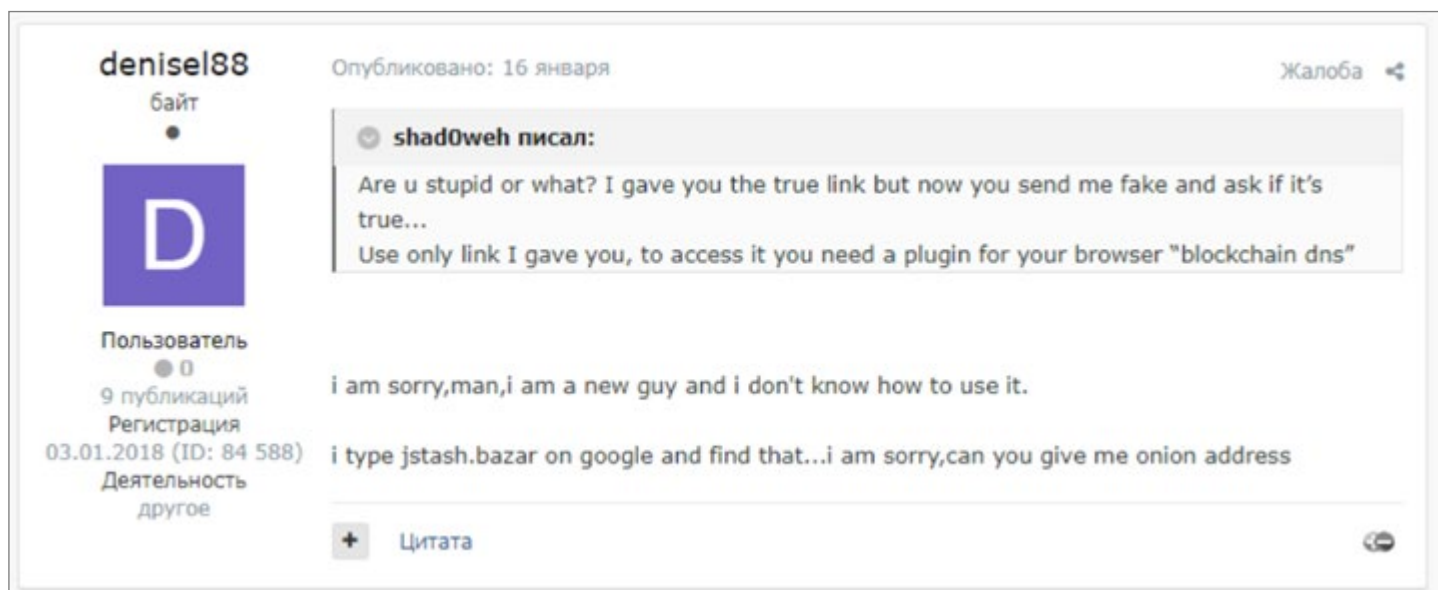 denisel88
байт
D
Пользователь
0
9 публикаций
Регистрация
03.01.2018 (ID: 84 588)
Деятельность
другое
Опубликовано: 16 января
Жалоба
shad0weh писал:
Are u stupid or what? I gave you the true link but now you send me fake and ask if it’s
true...
Use only link I gave you, to access it you need a plugin for your browser “blockchain dns”
i am sorry,man,i am a new guy and i don't know how to use it.
i type jstash.bazar on google and find that...i am sorry,can you give me onion address
+ Цитата